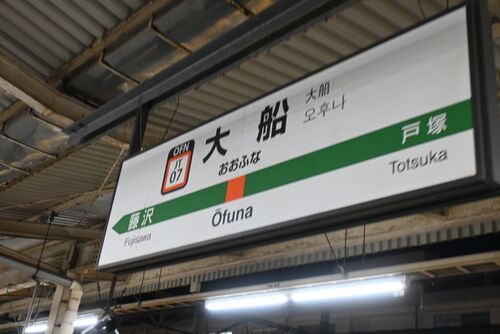 OFN
JT
07
大船
おおふな
大船
오후나
藤沢
戸塚
Fujisawa
Ōfuna
Totsuka